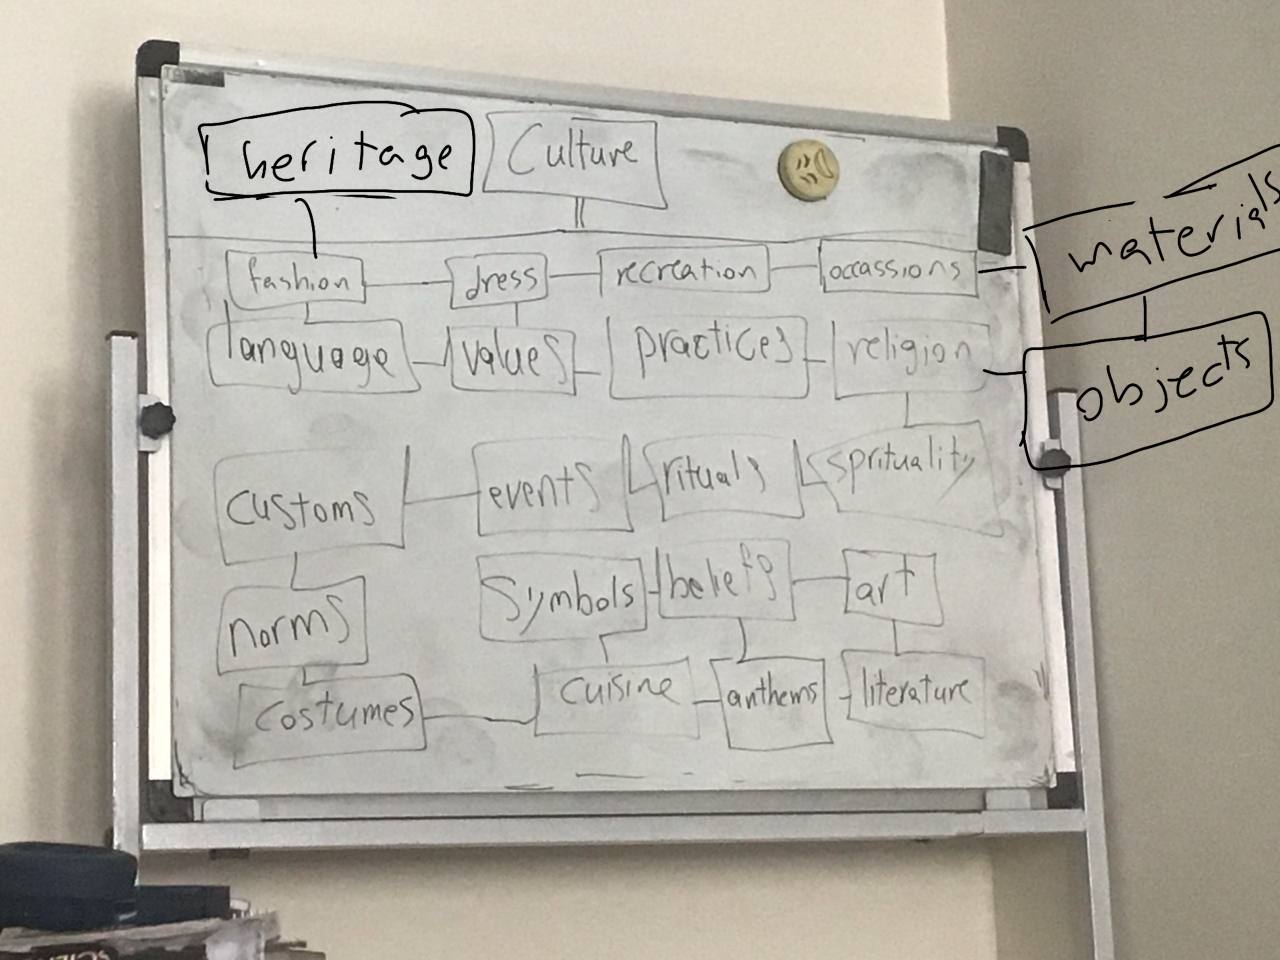 heritage Culture
fashion dress recreation occassions materials
language values practices religion objects
customs events rituals sprituality
norms symbols beliefs art
costumes cuisine anthems literature